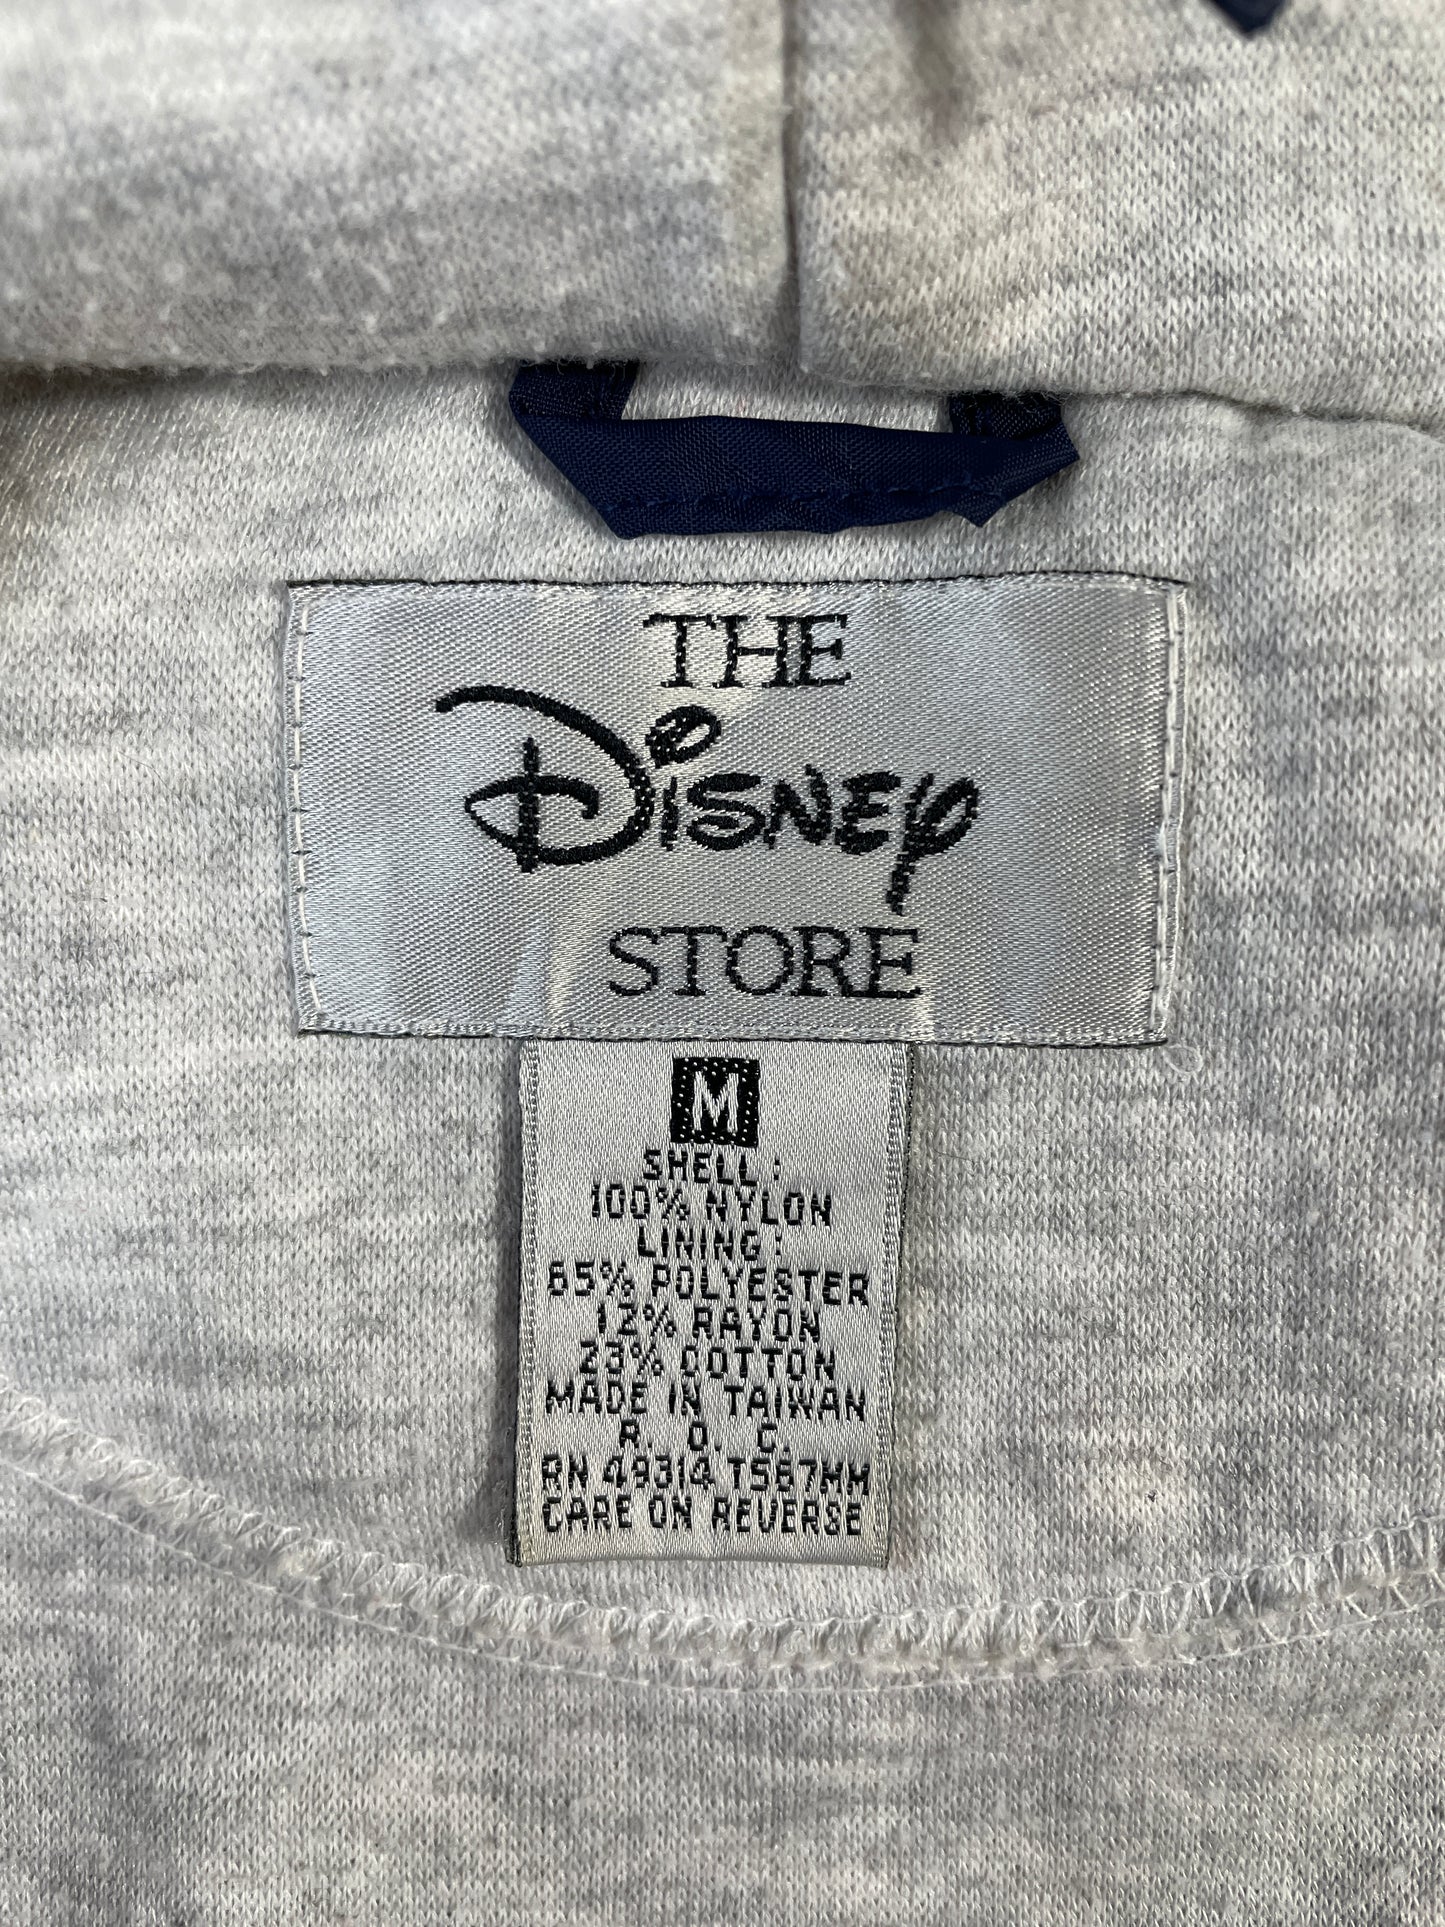 THE
Disney
STORE
M
SHELL:
100% NYLON
LINING:
65% POLYESTER
12% RAYON
23% COTTON
MADE IN TAIWAN
R. O. C.
RN 49314 TS67MM
CARE ON REVERSE